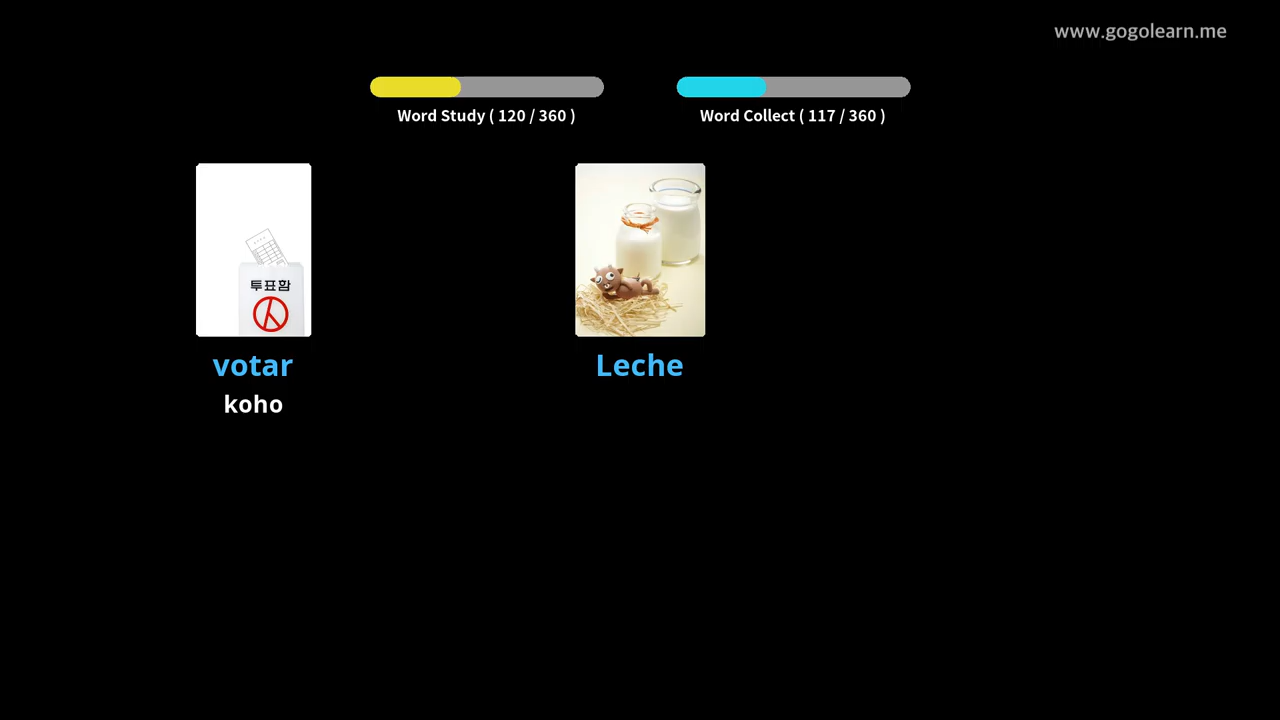 www.gogolearn.me
Word Study ( 120 / 360 )
Word Collect ( 117 / 360 )
투표함
votar
Leche
koho